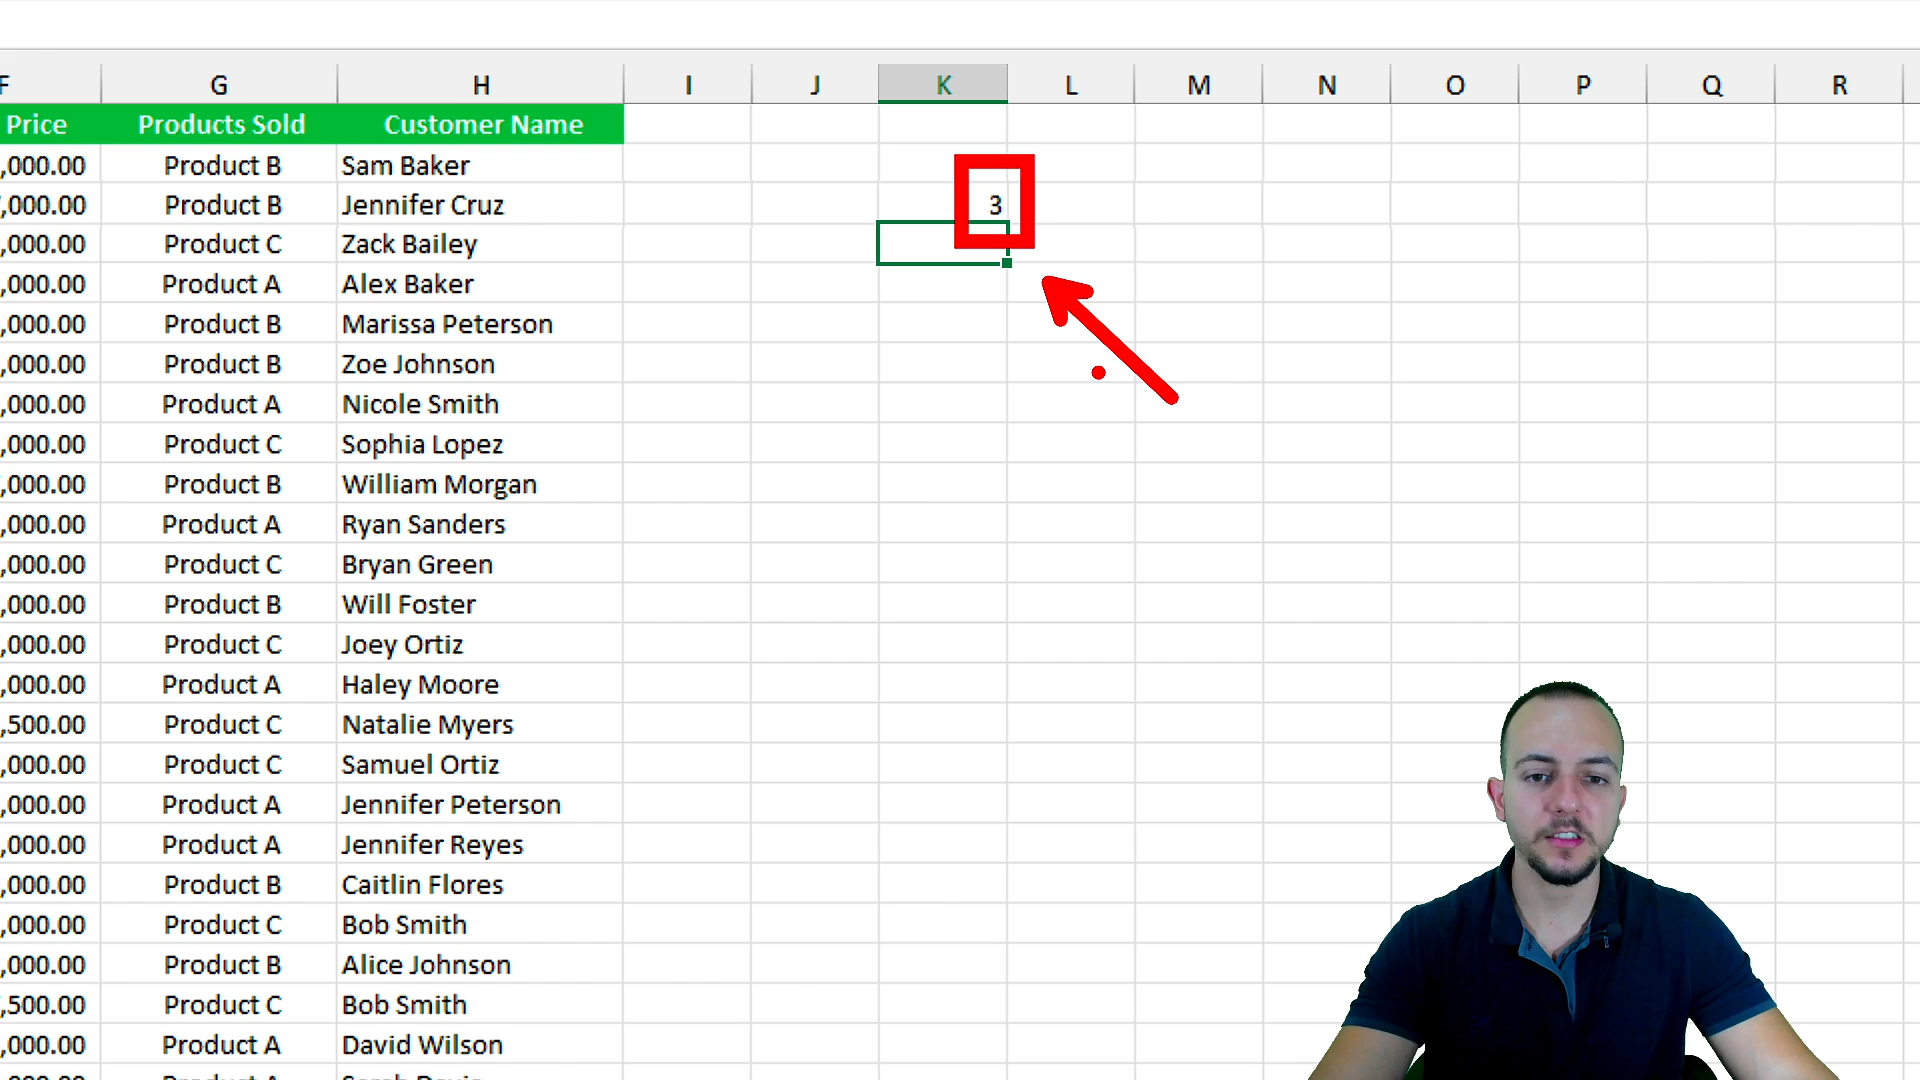 F G H I J K L M N O P Q R
Price Products Sold Customer Name
,000.00 Product B Sam Baker
,000.00 Product B Jennifer Cruz 3
,000.00 Product C Zack Bailey
,000.00 Product A Alex Baker
,000.00 Product B Marissa Peterson
,000.00 Product B Zoe Johnson
,000.00 Product A Nicole Smith
,000.00 Product C Sophia Lopez
,000.00 Product B William Morgan
,000.00 Product A Ryan Sanders
,000.00 Product C Bryan Green
,000.00 Product B Will Foster
,000.00 Product C Joey Ortiz
,000.00 Product A Haley Moore
,500.00 Product C Natalie Myers
,000.00 Product C Samuel Ortiz
,000.00 Product A Jennifer Peterson
,000.00 Product A Jennifer Reyes
,000.00 Product B Caitlin Flores
,000.00 Product C Bob Smith
,000.00 Product B Alice Johnson
,500.00 Product C Bob Smith
,000.00 Product A David Wilson